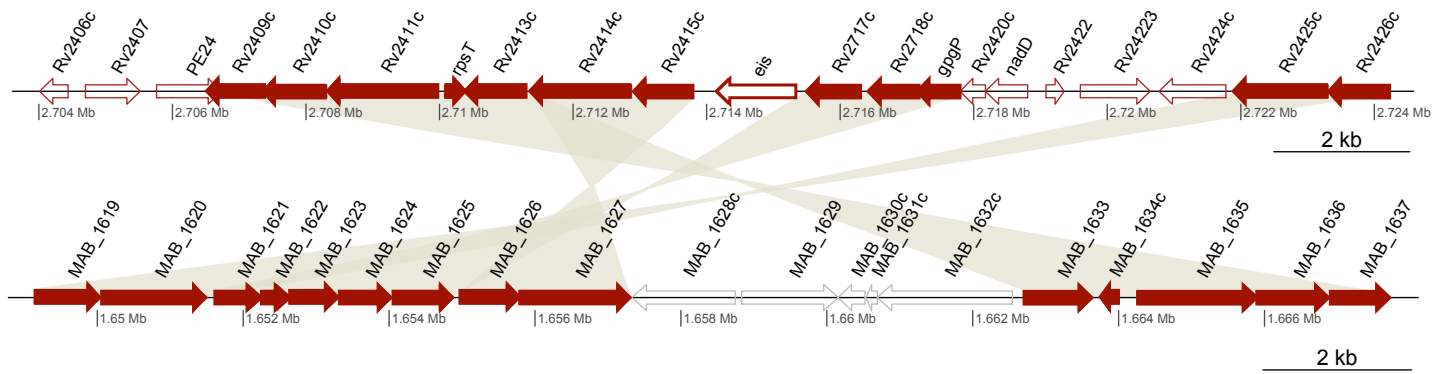 Rv2406c Rv2407 PE24 Rv2409c Rv2410c Rv2411c rpsT Rv2413c Rv2414c Rv2415c eis Rv2717c Rv2718c gpgP Rv2420c nadD Rv2422 Rv24223 Rv2424c Rv2425c Rv2426c
2.704 Mb 2.706 Mb 2.708 Mb 2.71 Mb 2.712 Mb 2.714 Mb 2.716 Mb 2.718 Mb 2.72 Mb 2.722 Mb 2.724 Mb
2 kb
MAB_1619 MAB_1620 MAB_1621 MAB_1622 MAB_1623 MAB_1624 MAB_1625 MAB_1626 MAB_1627 MAB_1628c MAB_1629 MAB_1630c MAB_1631c MAB_1632c MAB_1633 MAB_1634c MAB_1635 MAB_1636 MAB_1637
1.65 Mb 1.652 Mb 1.654 Mb 1.656 Mb 1.658 Mb 1.66 Mb 1.662 Mb 1.664 Mb 1.666 Mb
2 kb